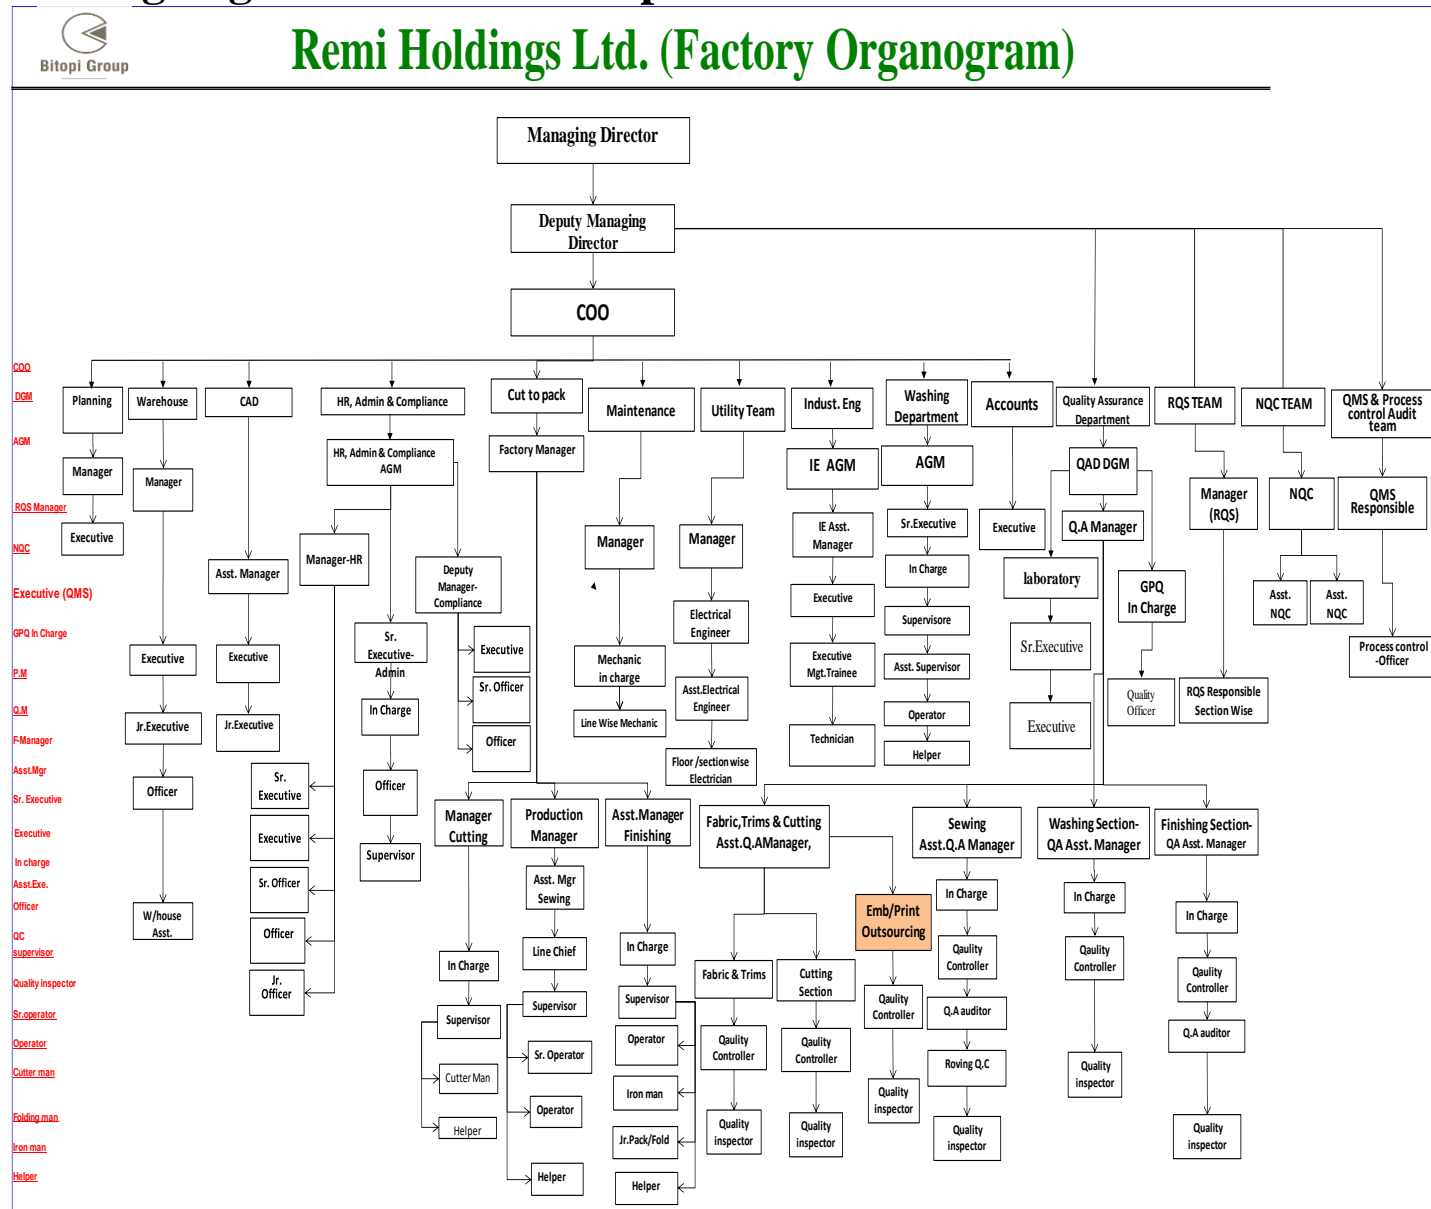 Bitopi Group
Remi Holdings Ltd. (Factory Organogram)
Managing Director
Deputy Managing
Director
COO
COO
DGM
AGM
RQS Manager
NQC
Executive (QMS)
GPQ In Charge
P.M
Q.M
F-Manager
Asst.Mgr
Sr. Executive
Executive
In charge
Asst.Exe.
Officer
QC
supervisor
Quality inspector
Sr.operator
Operator
Cutter man
Folding man
Iron man
Helper
Planning
Manager
Executive
Warehouse
Manager
Executive
Jr.Executive
Officer
W/house
Asst.
CAD
Asst. Manager
Executive
Jr.Executive
HR, Admin & Compliance
HR, Admin & Compliance
AGM
Manager-HR
Sr.
Executive
Executive
Sr. Officer
Officer
Jr.
Officer
Sr.
Executive-
Admin
In Charge
Officer
Supervisor
Deputy
Manager-
Compliance
Executive
Sr. Officer
Officer
Cut to pack
Factory Manager
Manager
Cutting
In Charge
Supervisor
Cutter Man
Helper
Production
Manager
Asst. Mgr
Sewing
Line Chief
Supervisor
Sr. Operator
Operator
Helper
Asst.Manager
Finishing
In Charge
Supervisor
Operator
Iron man
Jr.Pack/Fold
Helper
Maintenance
Manager
Mechanic
in charge
Line Wise Mechanic
Utility Team
Manager
Electrical
Engineer
Asst.Electrical
Engineer
Floor /section wise
Electrician
Indust. Eng
IE AGM
IE Asst.
Manager
Executive
Executive
Mgt.Trainee
Technician
Washing
Department
AGM
Sr.Executive
In Charge
Supervisore
Asst. Supervisor
Operator
Helper
Accounts
Executive
Quality Assurance
Department
QAD DGM
Q.A Manager
laboratory
Sr.Executive
Executive
GPQ
In Charge
Quality
Officer
Fabric,Trims & Cutting
Asst.Q.AManager,
Fabric & Trims
Qaulity
Controller
Quality
inspector
Cutting
Section
Qaulity
Controller
Quality
inspector
Emb/Print
Outsourcing
Qaulity
Controller
Quality
inspector
Sewing
Asst.Q.A Manager
In Charge
Qaulity
Controller
Q.A auditor
Roving Q.C
Quality
inspector
Washing Section-
QA Asst. Manager
In Charge
Qaulity
Controller
Quality
inspector
Finishing Section-
QA Asst. Manager
In Charge
Qaulity
Controller
Q.A auditor
Quality
inspector
RQS TEAM
Manager
(RQS)
RQS Responsible
Section Wise
NQC TEAM
NQC
Asst.
NQC
Asst.
NQC
QMS & Process
control Audit
team
QMS
Responsible
Process control
-Officer